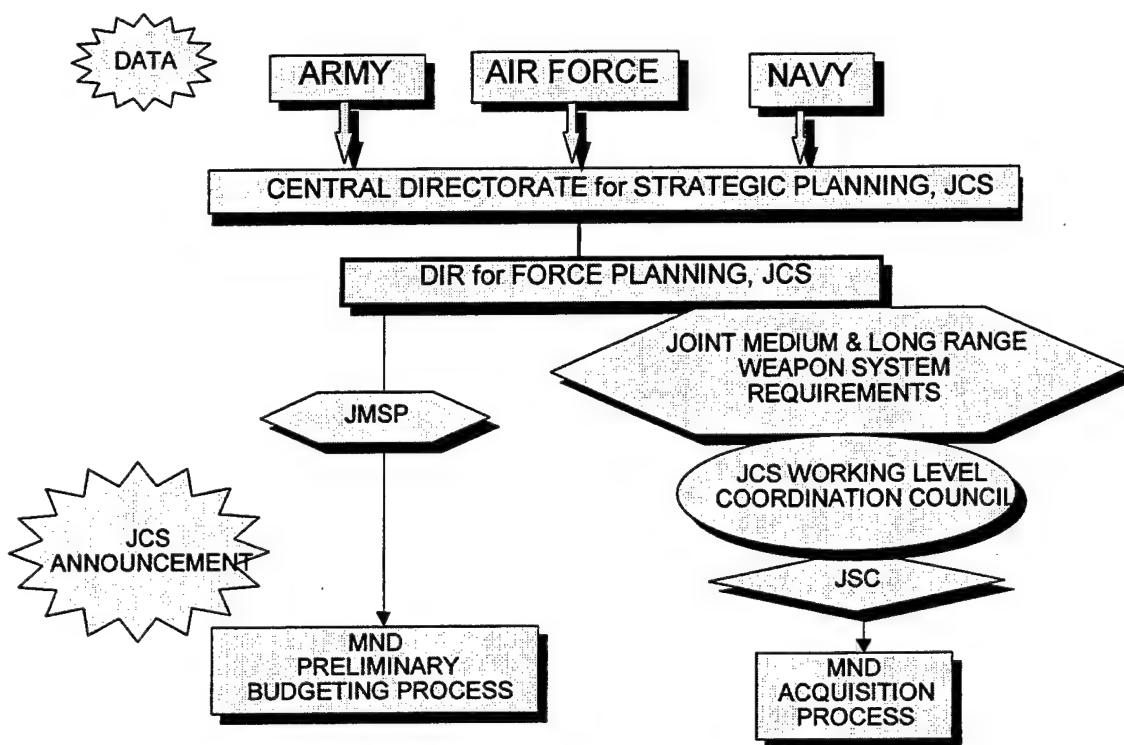 DATA
ARMY
AIR FORCE
NAVY
CENTRAL DIRECTORATE for STRATEGIC PLANNING, JCS
DIR for FORCE PLANNING, JCS
JOINT MEDIUM & LONG RANGE
WEAPON SYSTEM
REQUIREMENTS
JMSP
JCS WORKING LEVEL
COORDINATION COUNCIL
JCS
ANNOUNCEMENT
JSC
MND
PRELIMINARY
BUDGETING PROCESS
MND
ACQUISITION
PROCESS